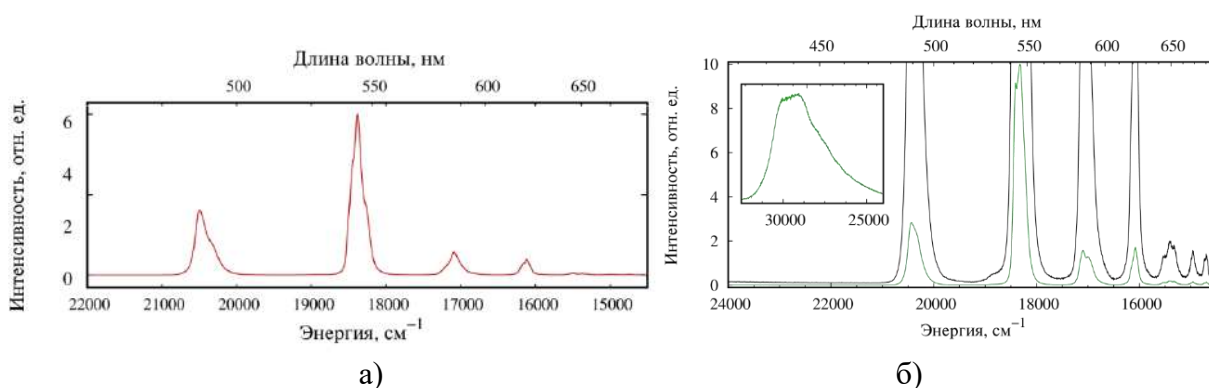 Длина волны, нм
500 550 600 650
Интенсивность, отн. ед.
6
4
2
0
22000 21000 20000 19000 18000 17000 16000 15000
Энергия, см⁻¹
а)
Длина волны, нм
450 500 550 600 650
Интенсивность, отн. ед.
10
8
6
4
2
0
30000 25000
24000 22000 20000 18000 16000
Энергия, см⁻¹
б)